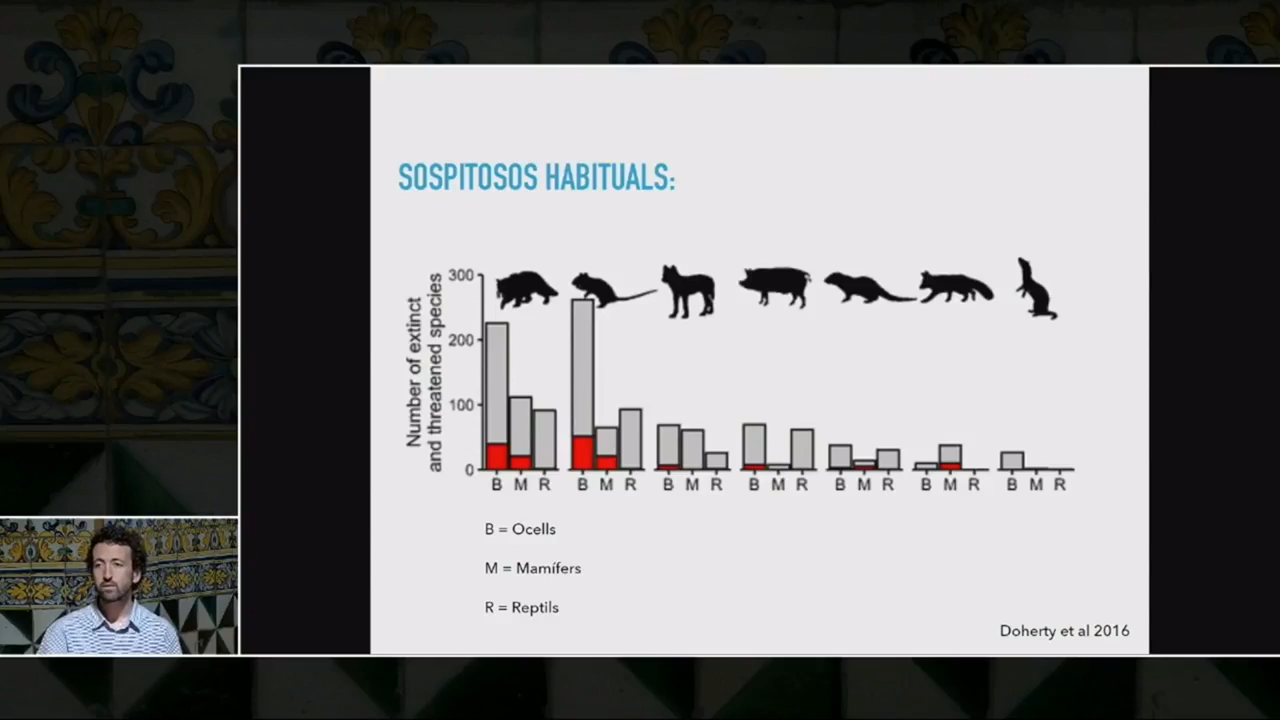 SOSPITOSOS HABITUALS:
Number of extinct
and threatened species
300
200
100
0
B M R B M R B M R B M R B M R B M R B M R
B = Ocells
M = Mamífers
R = Reptils
Doherty et al 2016